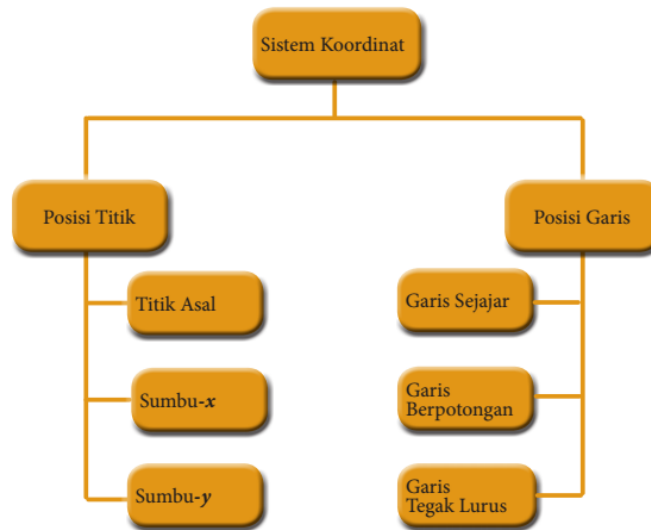 Sistem Koordinat
Posisi Titik
Posisi Garis
Titik Asal
Garis Sejajar
Sumbu-x
Garis
Berpotongan
Sumbu-y
Garis
Tegak Lurus